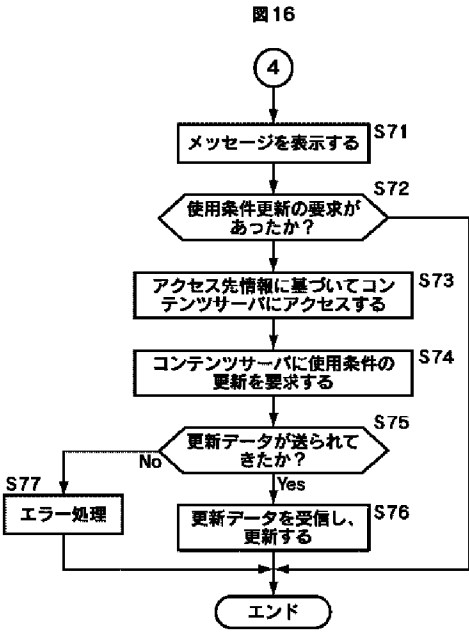 図16
4
メッセージを表示する
S71
使用条件更新の要求が
あったか？
S72
アクセス先情報に基づいてコン
テンツサーバにアクセスする
S73
コンテンツサーバに使用条件の
更新を要求する
S74
更新データが送られて
きたか？
S75
No
Yes
S77
エラー処理
更新データを受信し、
更新する
S76
エンド